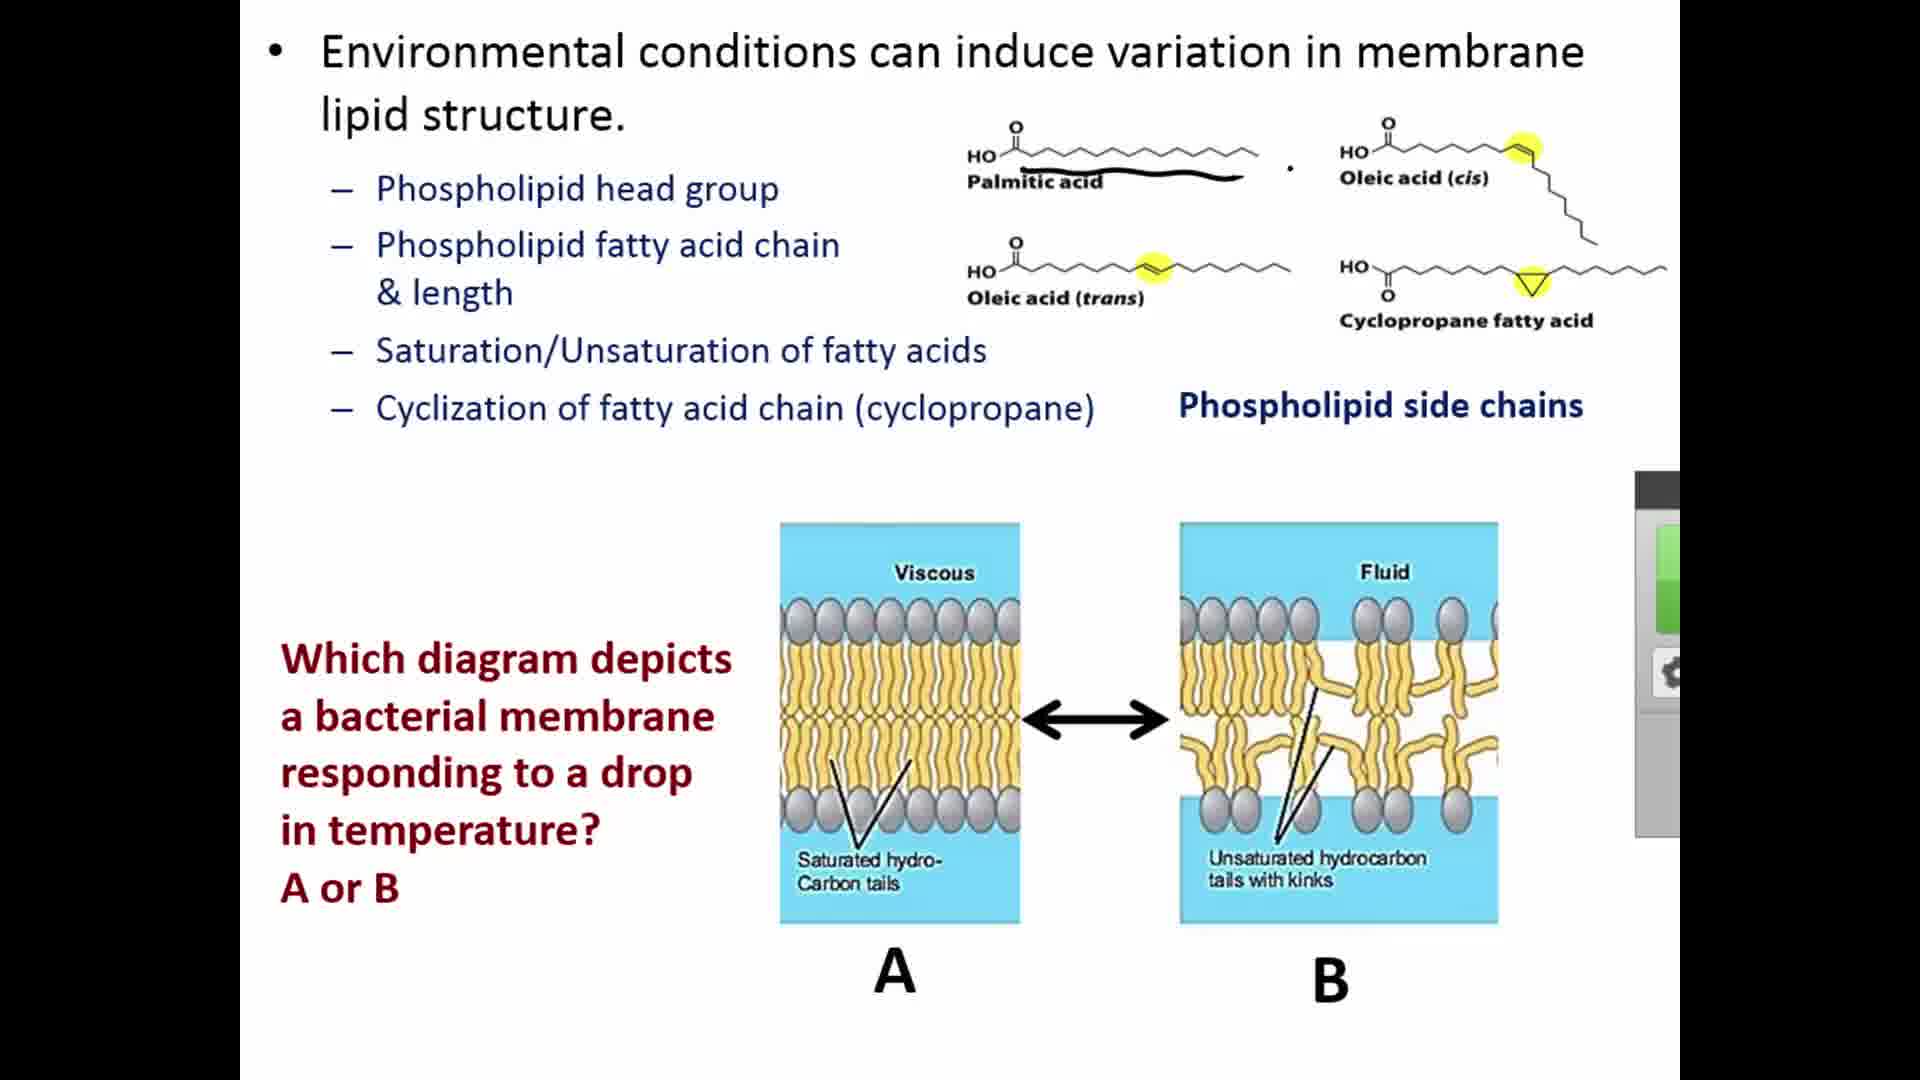 • Environmental conditions can induce variation in membrane
lipid structure.
– Phospholipid head group
– Phospholipid fatty acid chain
& length
– Saturation/Unsaturation of fatty acids
– Cyclization of fatty acid chain (cyclopropane)
O
HO
Palmitic acid
O
HO
Oleic acid (cis)
O
HO
Oleic acid (trans)
HO
O
Cyclopropane fatty acid
Phospholipid side chains
Which diagram depicts
a bacterial membrane
responding to a drop
in temperature?
A or B
Viscous
Saturated hydro-
Carbon tails
A
Fluid
Unsaturated hydrocarbon
tails with kinks
B